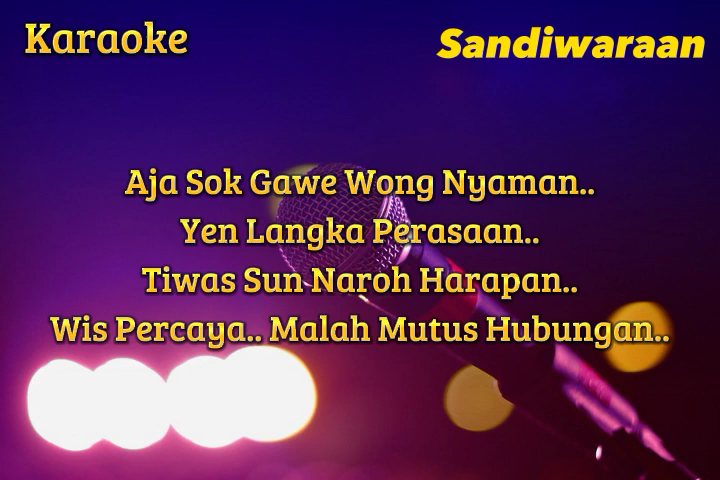 Karaoke
Sandiwaraan
Aja Sok Gawe Wong Nyaman..
Yen Langka Perasaan..
Tiwas Sun Naroh Harapan..
Wis Percaya.. Malah Mutus Hubungan..